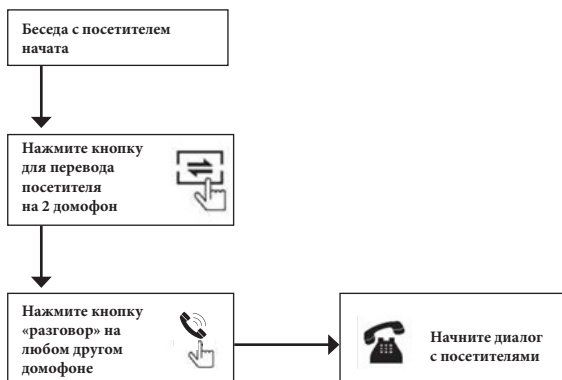 Беседа с посетителем
начата
Нажмите кнопку
для перевода
посетителя
на 2 домофон
Нажмите кнопку
«разговор» на
любом другом
домофоне
Начните диалог
с посетителями